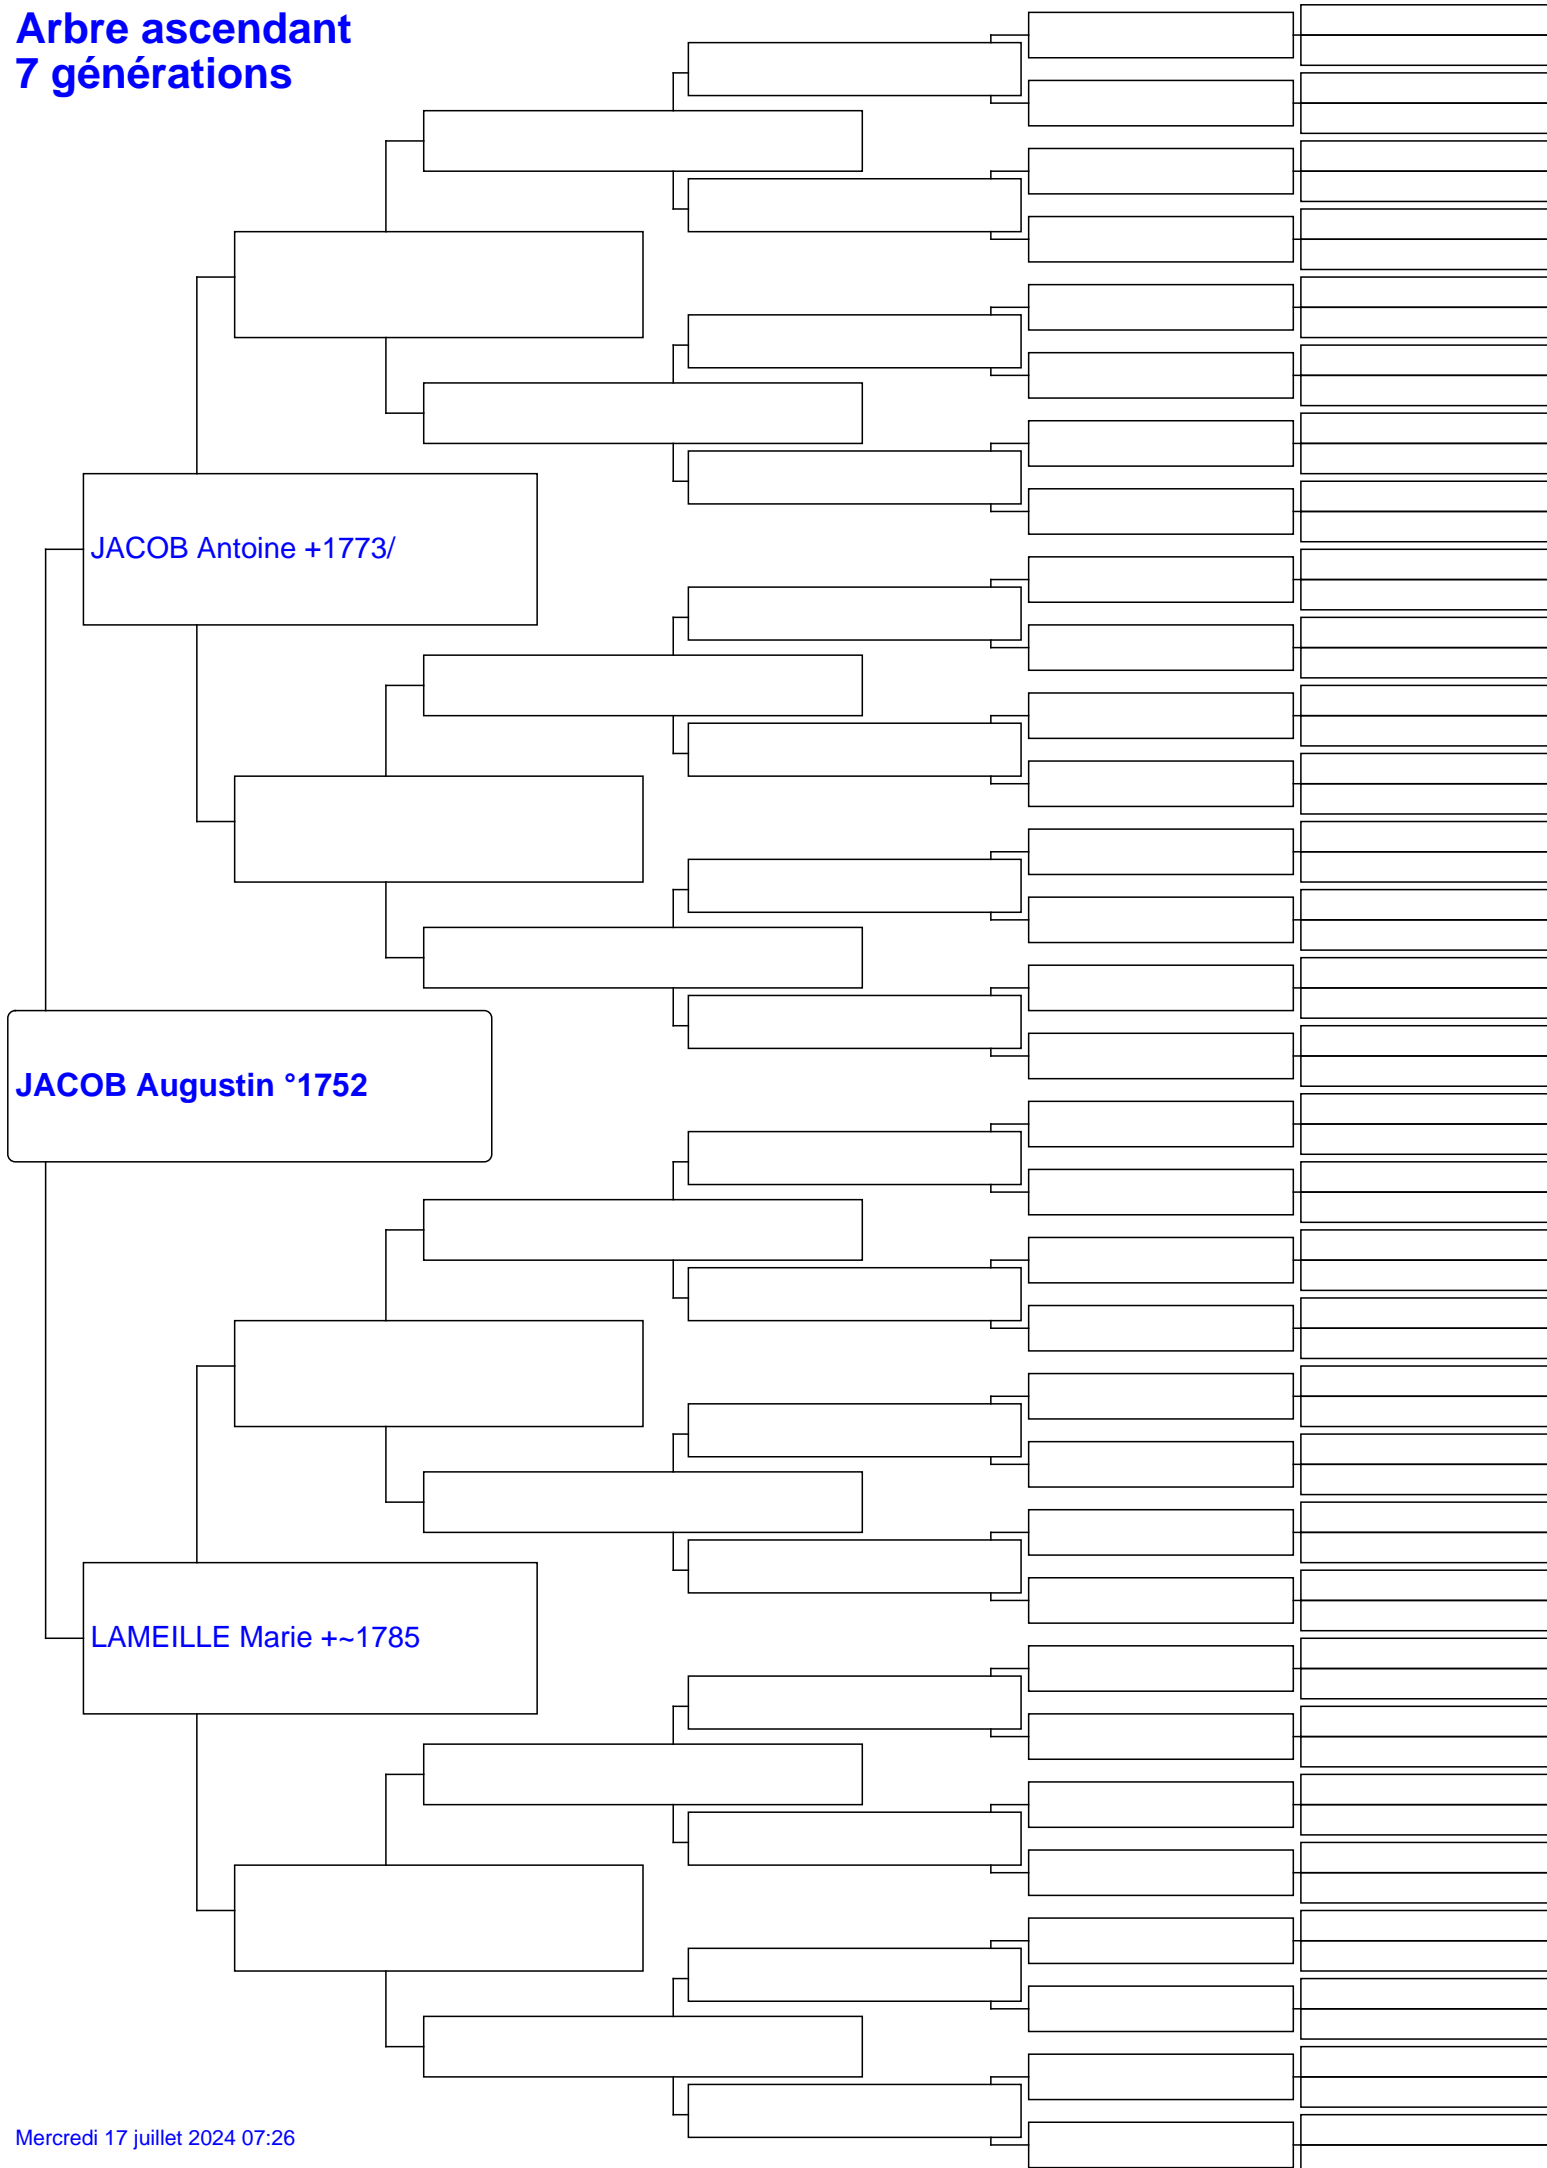 Arbre ascendant
7 générations
JACOB Antoine +1773/
JACOB Augustin °1752
LAMEILLE Marie +~1785
Mercredi 17 juillet 2024 07:26